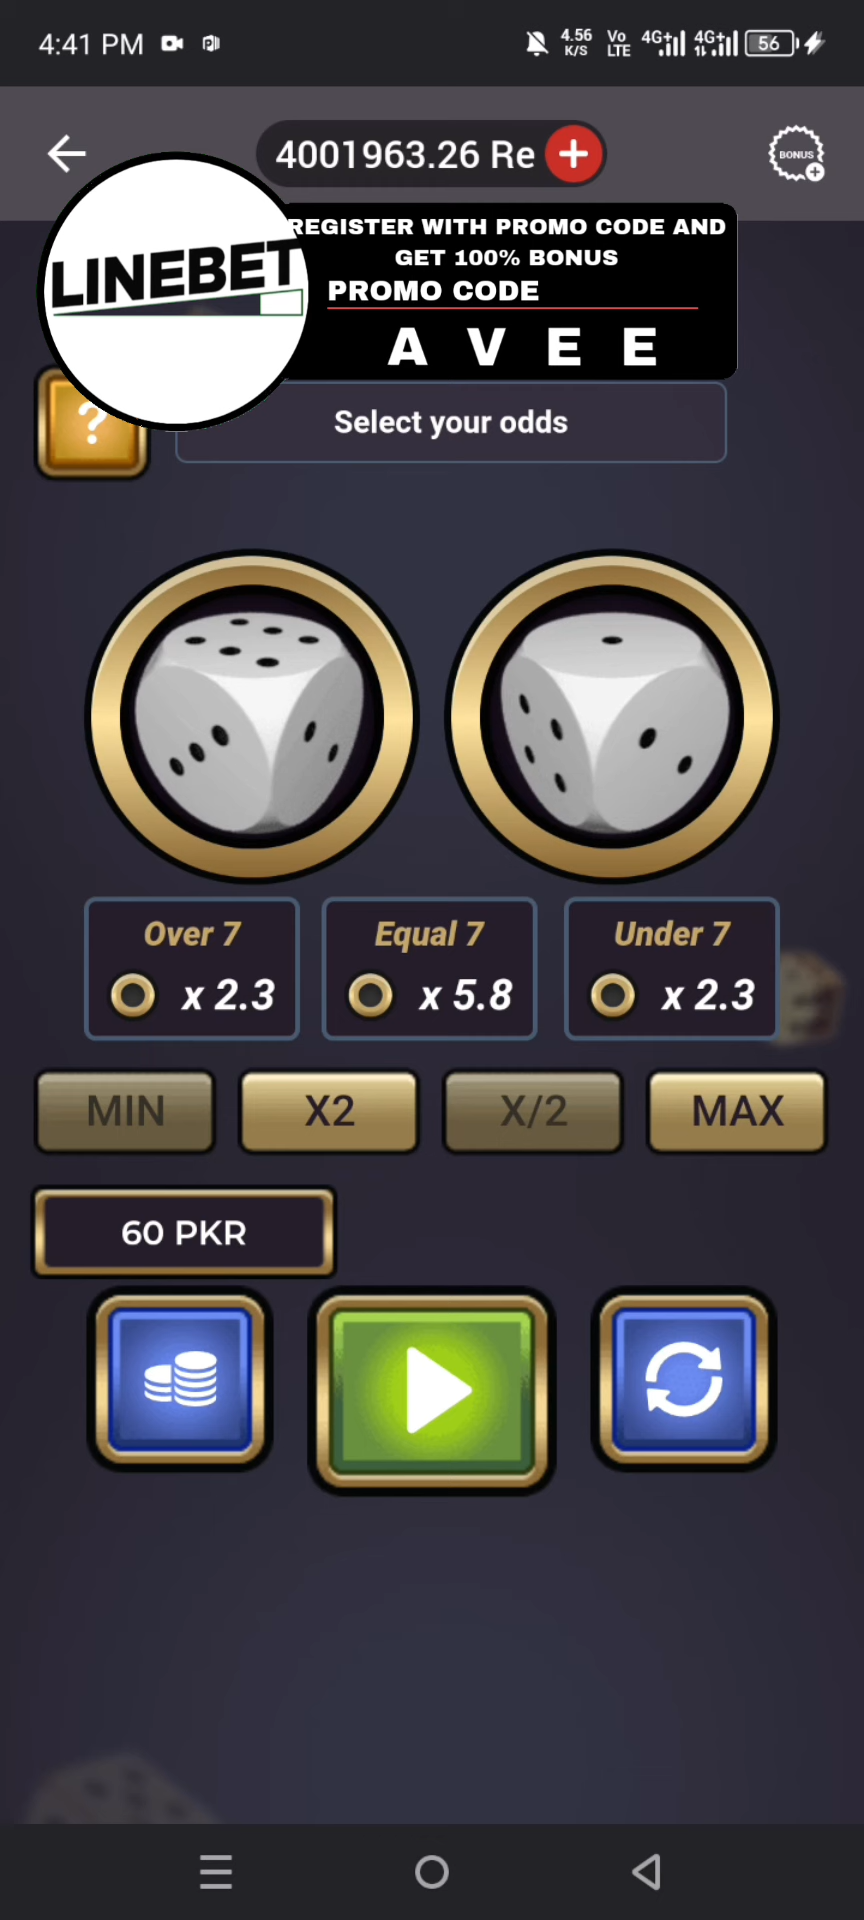 4:41 PM
4.56 K/S
Vo LTE
4G+
4G+
56
4001963.26 Re
BONUS
LINEBET
REGISTER WITH PROMO CODE AND
GET 100% BONUS
PROMO CODE
A V E E
?
Select your odds
Over 7
Equal 7
Under 7
x 2.3
x 5.8
x 2.3
MIN
X2
X/2
MAX
60 PKR